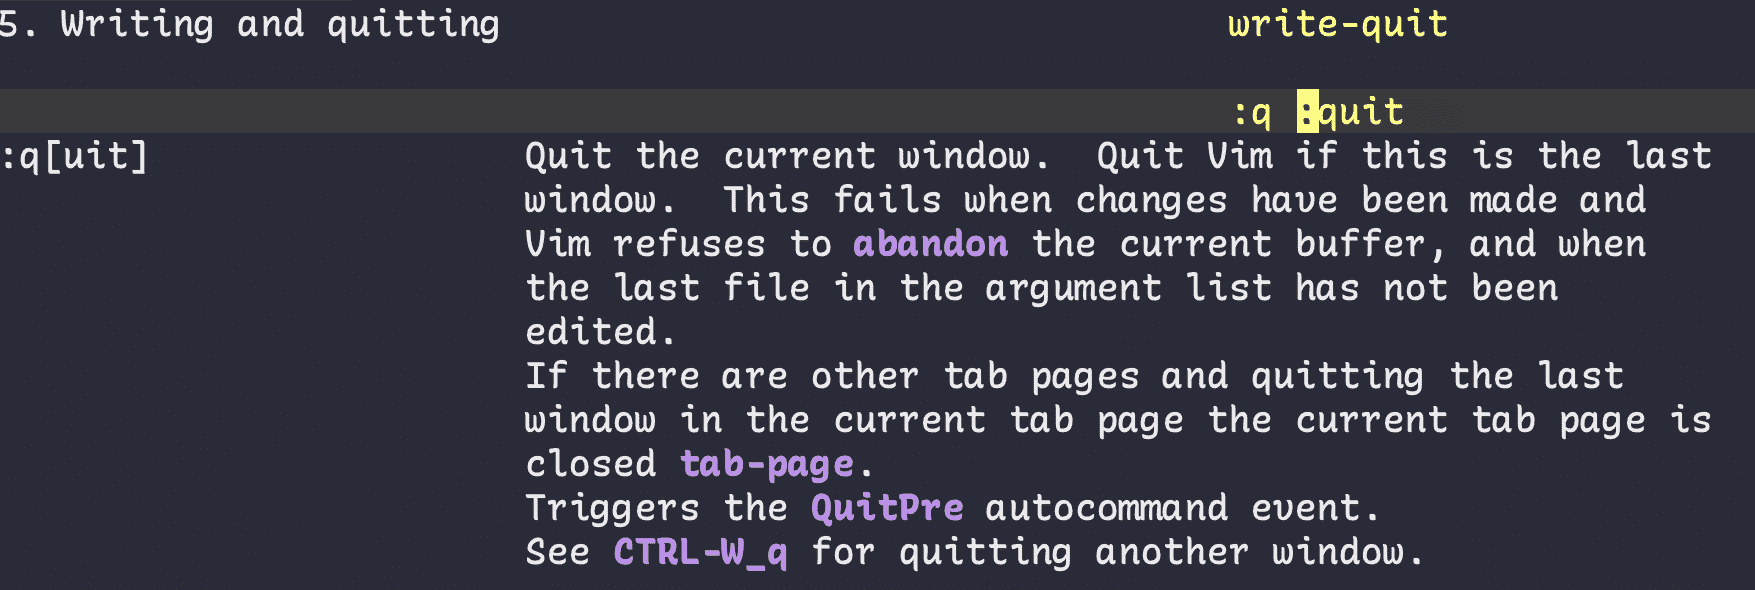 5. Writing and quitting write-quit
:q :quit
:q[uit] Quit the current window.  Quit Vim if this is the last
window.  This fails when changes have been made and
Vim refuses to abandon the current buffer, and when
the last file in the argument list has not been
edited.
If there are other tab pages and quitting the last
window in the current tab page the current tab page is
closed tab-page.
Triggers the QuitPre autocommand event.
See CTRL-W_q for quitting another window.